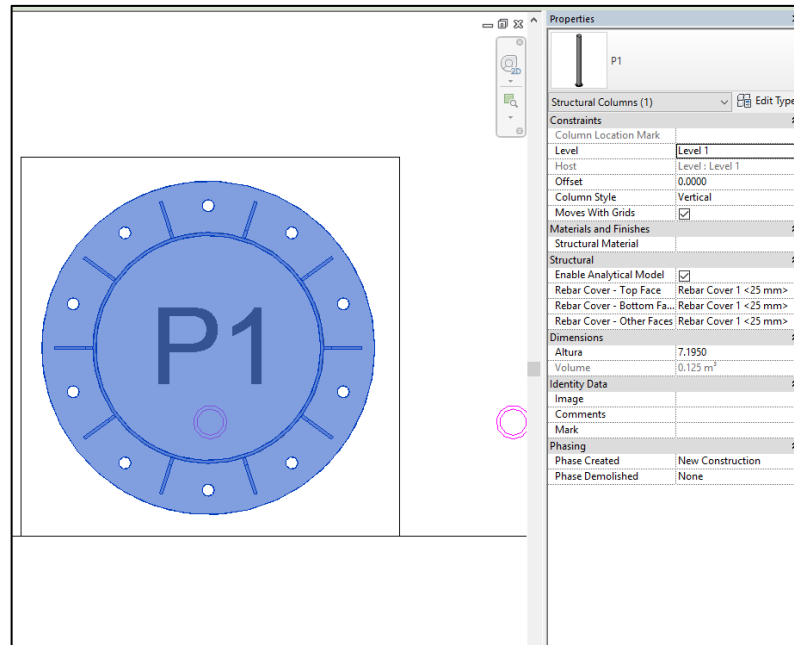 Properties
2D
P1
Structural Columns (1)
Edit Type
Constraints
Column Location Mark
Level Level 1
Host Level : Level 1
Offset 0.0000
Column Style Vertical
Moves With Grids
Materials and Finishes
Structural Material
Structural
Enable Analytical Model
Rebar Cover - Top Face Rebar Cover 1 <25 mm>
Rebar Cover - Bottom Fa... Rebar Cover 1 <25 mm>
Rebar Cover - Other Faces Rebar Cover 1 <25 mm>
Dimensions
Altura 7.1950
Volume 0.125 m³
Identity Data
Image
Comments
Mark
Phasing
Phase Created New Construction
Phase Demolished None
P1